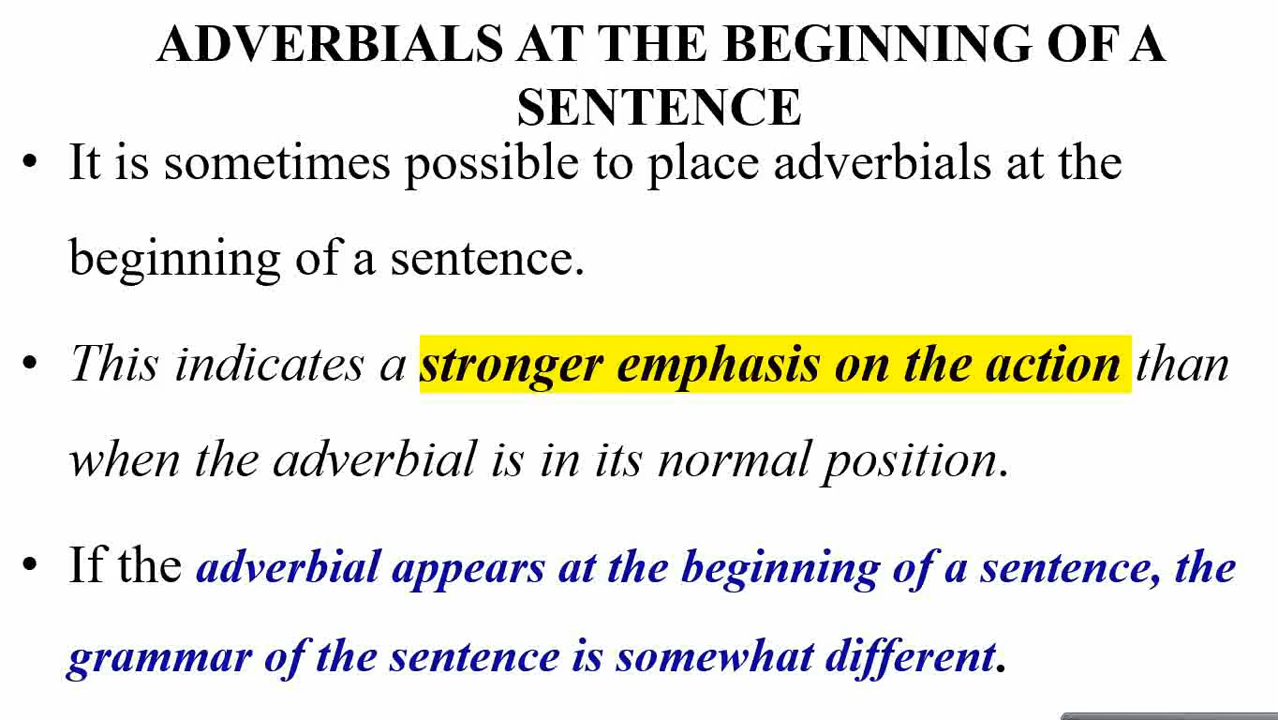 ADVERBIALS AT THE BEGINNING OF A
SENTENCE
• It is sometimes possible to place adverbials at the
beginning of a sentence.
• This indicates a stronger emphasis on the action than
when the adverbial is in its normal position.
• If the adverbial appears at the beginning of a sentence, the
grammar of the sentence is somewhat different.